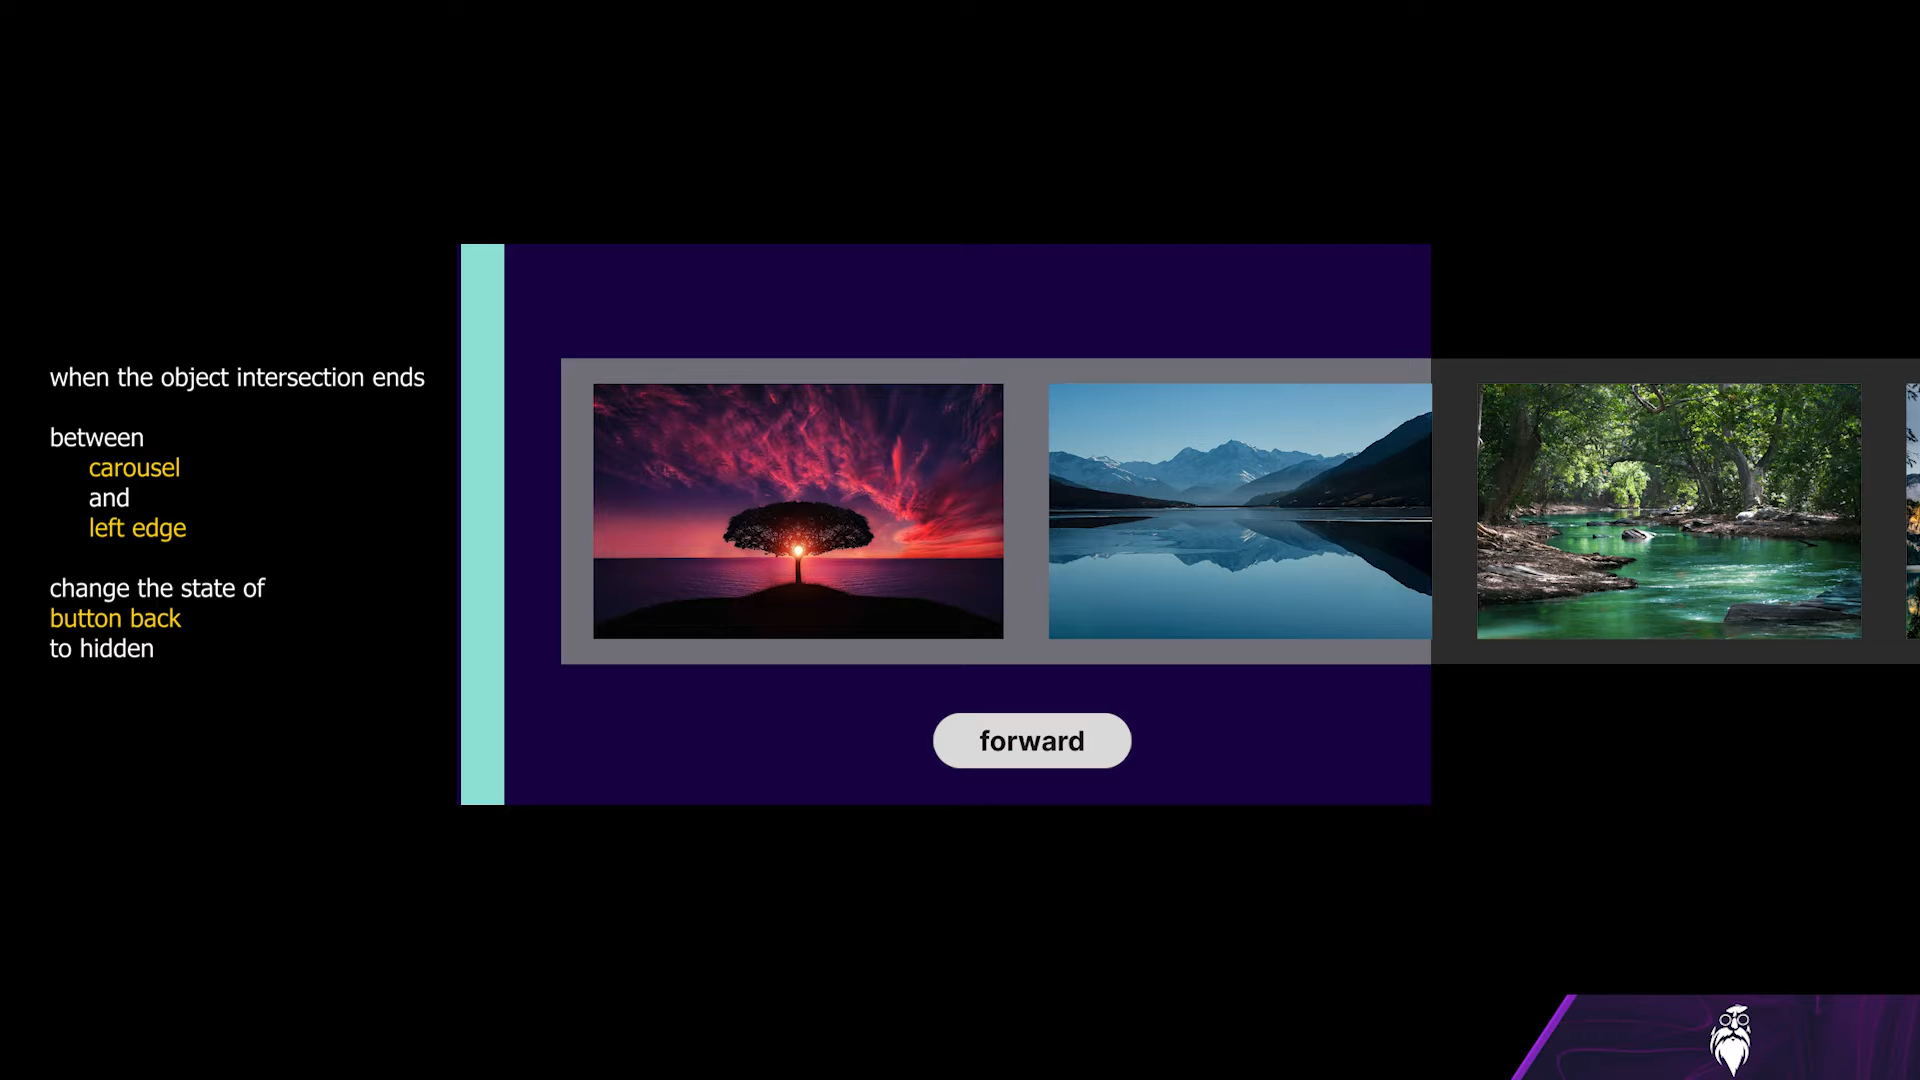 when the object intersection ends
between
carousel
and
left edge
change the state of
button back
to hidden
forward